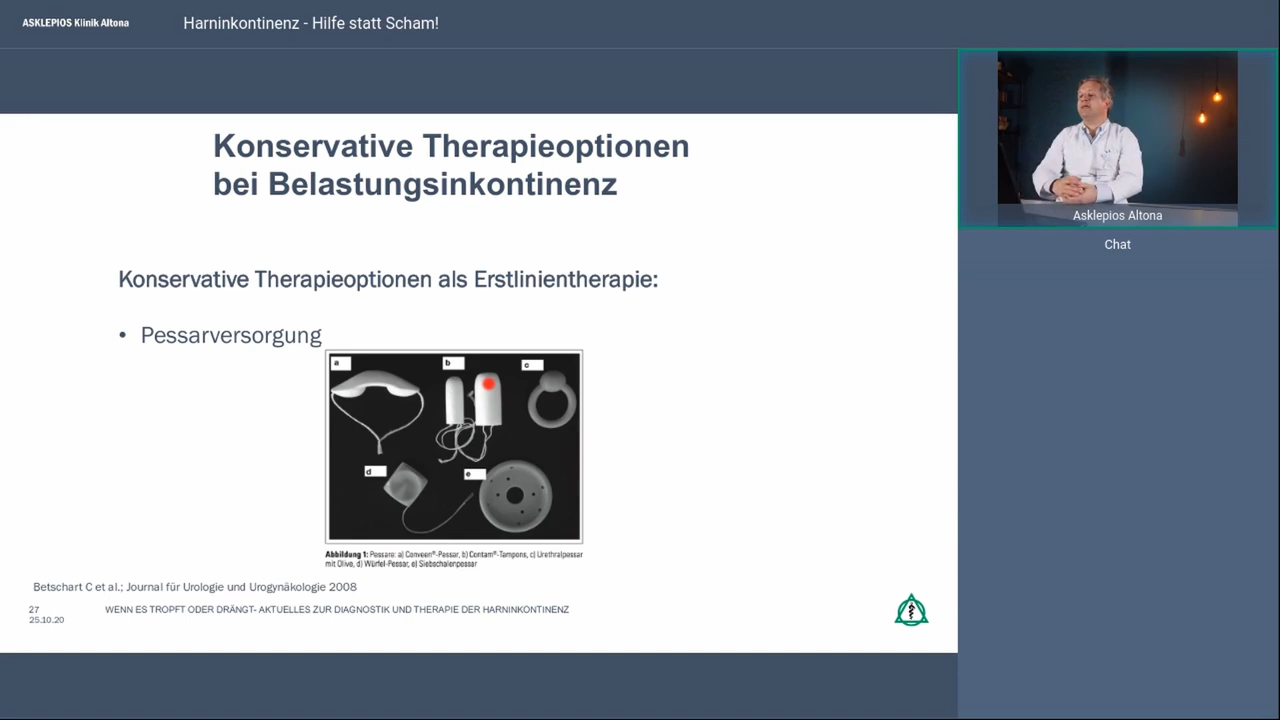 ASKLEPIOS Klinik Altona
Harninkontinenz - Hilfe statt Scham!
Konservative Therapieoptionen
bei Belastungsinkontinenz
Konservative Therapieoptionen als Erstlinientherapie:
• Pessarversorgung
a
b
c
d
e
Abbildung 1: Pessare: a) Conveen®-Pessar, b) Contam®-Tampons, c) Urethralpessar
mit Olive, d) Würfel-Pessar, e) Siebschalenpessar
Betschart C et al.; Journal für Urologie und Urogynäkologie 2008
27
25.10.20
WENN ES TROPFT ODER DRÄNGT- AKTUELLES ZUR DIAGNOSTIK UND THERAPIE DER HARNINKONTINENZ
Asklepios Altona
Chat